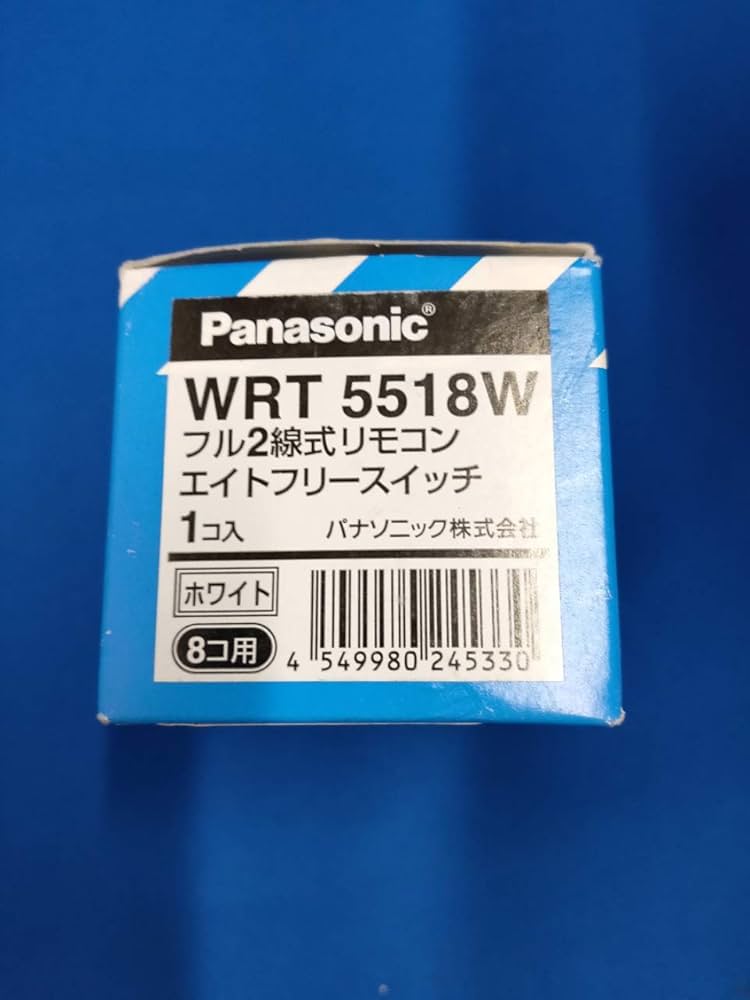 Panasonic®
WRT 5518W
フル2線式リモコン
エイトフリースイッチ
1コ入 パナソニック株式会社
ホワイト
8コ用
4 549980 245330